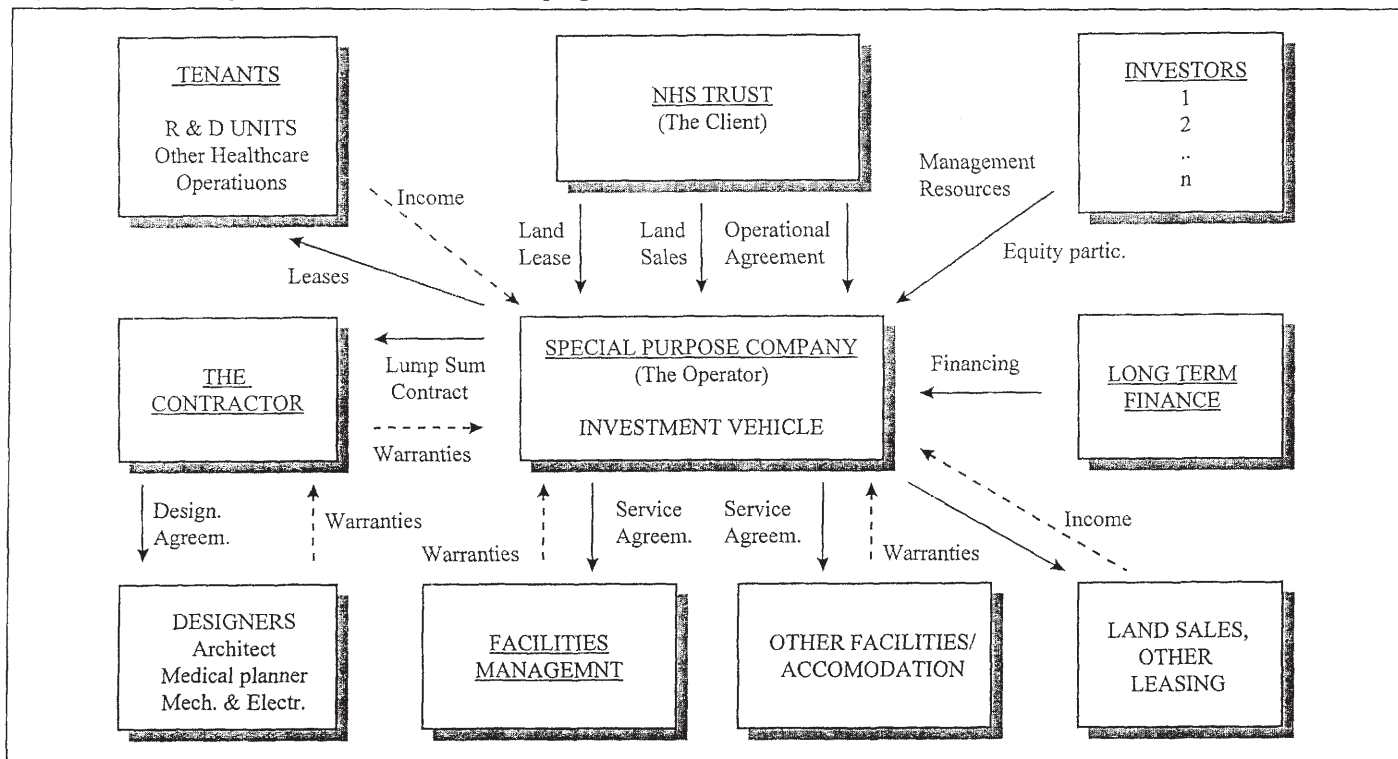 TENANTS
R & D UNITS
Other Healthcare
Operatiuons
NHS TRUST
(The Client)
INVESTORS
1
2
..
n
Income
Leases
Land
Lease
Land
Sales
Operational
Agreement
Management
Resources
Equity partic.
THE
CONTRACTOR
Lump Sum
Contract
Warranties
SPECIAL PURPOSE COMPANY
(The Operator)
INVESTMENT VEHICLE
Financing
LONG TERM
FINANCE
Design.
Agreem.
Warranties
Warranties
Service
Agreem.
Service
Agreem.
Warranties
Income
DESIGNERS
Architect
Medical planner
Mech. & Electr.
FACILITIES
MANAGEMNT
OTHER FACILITIES/
ACCOMODATION
LAND SALES,
OTHER
LEASING